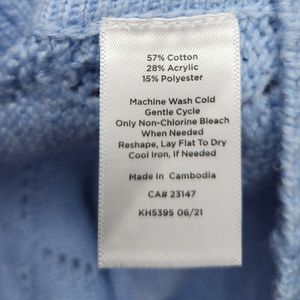 57% Cotton
28% Acrylic
15% Polyester
Machine Wash Cold
Gentle Cycle
Only Non-Chlorine Bleach
When Needed
Reshape, Lay Flat To Dry
Cool Iron, If Needed
Made In Cambodia
CA# 23147
KH5395 06/21